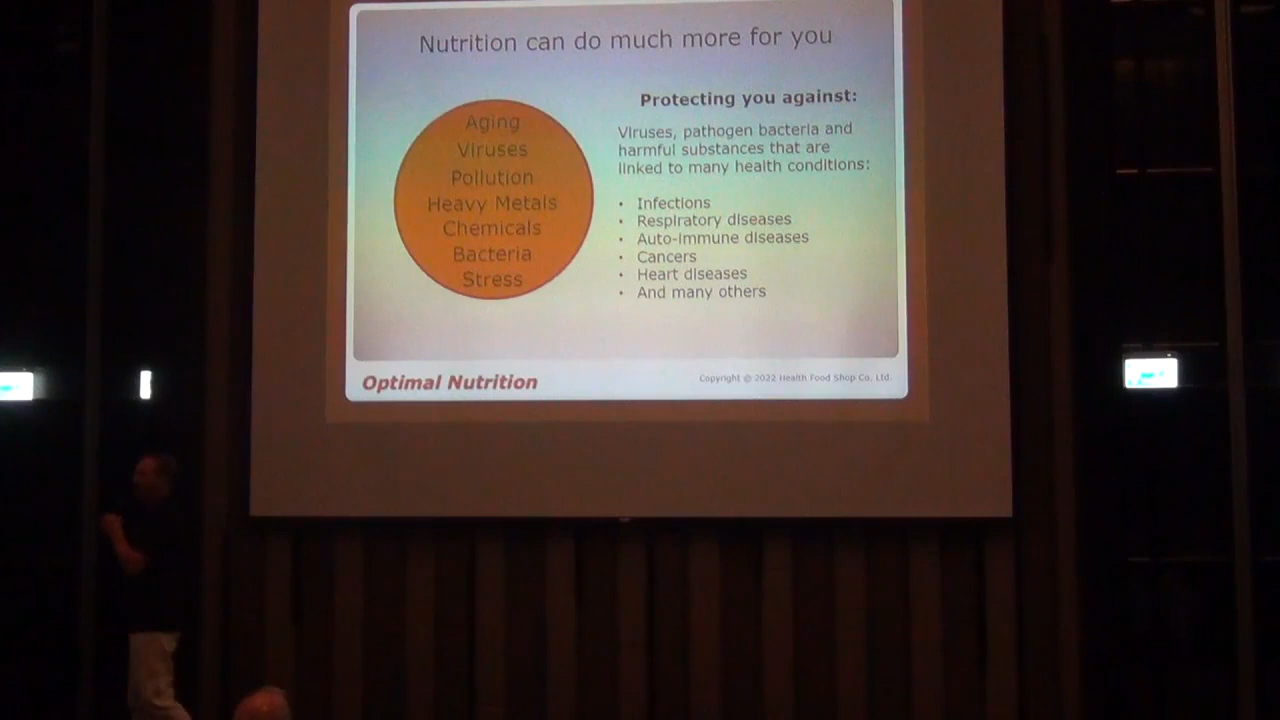 Nutrition can do much more for you
Aging
Viruses
Pollution
Heavy Metals
Chemicals
Bacteria
Stress
Protecting you against:
Viruses, pathogen bacteria and
harmful substances that are
linked to many health conditions:
• Infections
• Respiratory diseases
• Auto-immune diseases
• Cancers
• Heart diseases
• And many others
Optimal Nutrition
Copyright @ 2022 Health Food Shop Co, Ltd.